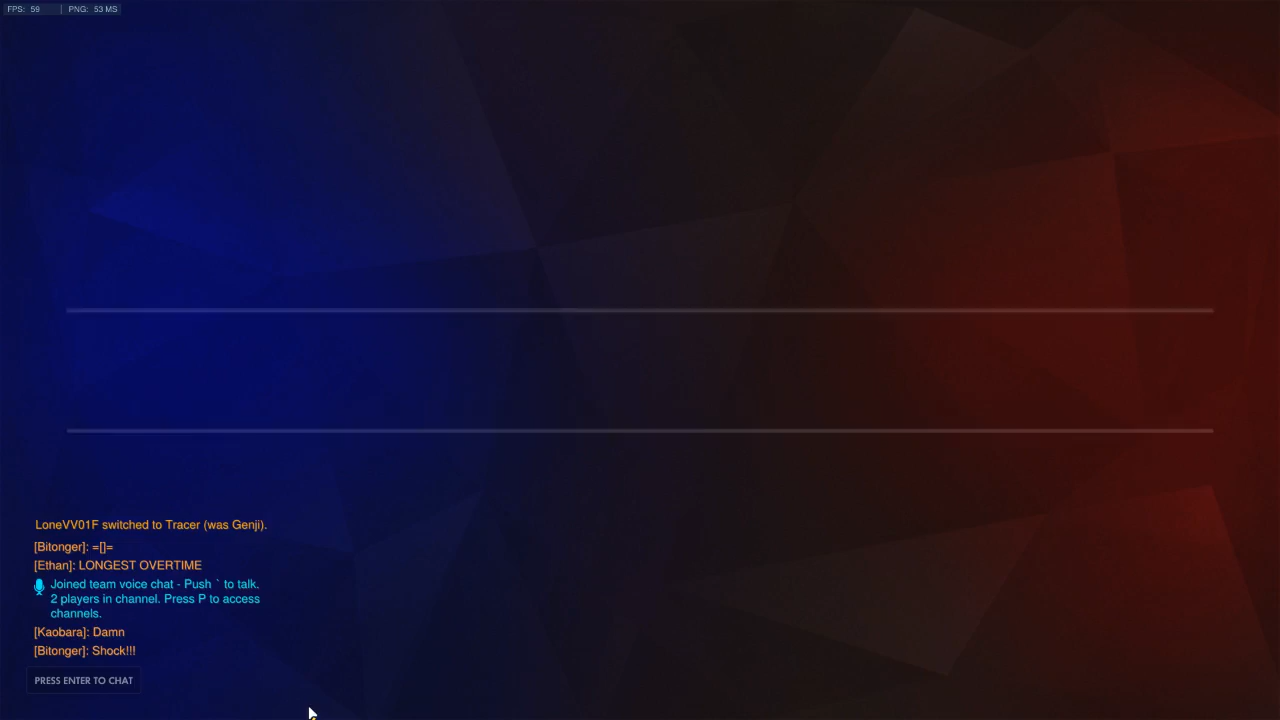 FPS: 59 | PNG: 53 MS
LoneVV01F switched to Tracer (was Genji).
[Bitonger]: =[]=
[Ethan]: LONGEST OVERTIME
Joined team voice chat - Push ` to talk.
2 players in channel. Press P to access
channels.
[Kaobara]: Damn
[Bitonger]: Shock!!!
PRESS ENTER TO CHAT